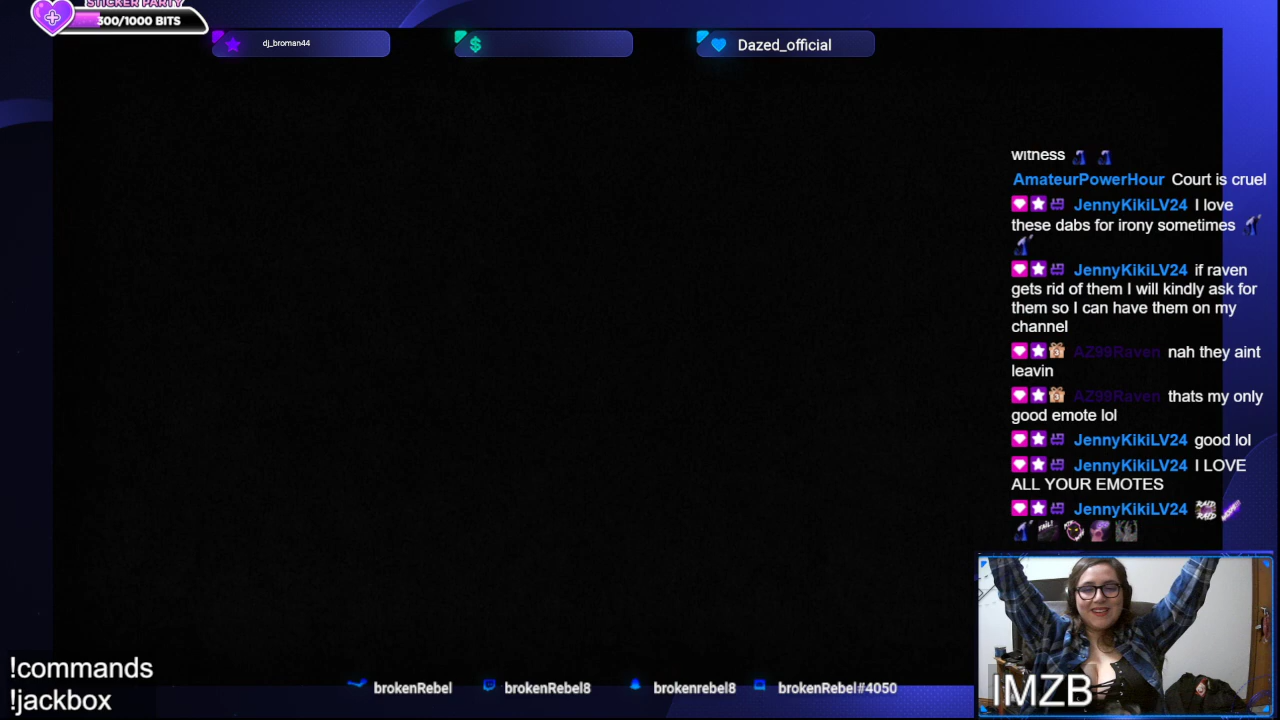 STICKER PARTY
300/1000 BITS
dj_broman44
$
Dazed_official
witness
AmateurPowerHour Court is cruel
JennyKikiLV24 I love
these dabs for irony sometimes
JennyKikiLV24 if raven
gets rid of them I will kindly ask for
them so I can have them on my
channel
AZ99Raven nah they aint
leavin
AZ99Raven thats my only
good emote lol
JennyKikiLV24 good lol
JennyKikiLV24 I LOVE
ALL YOUR EMOTES
JennyKikiLV24
IMZB
!commands
!jackbox
brokenRebel
brokenRebel8
brokenrebel8
brokenRebel#4050